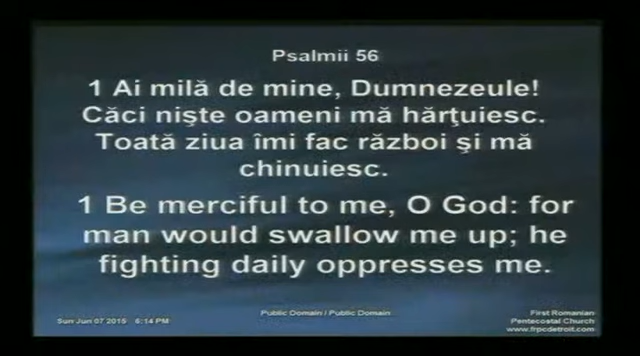 Psalmii 56
1 Ai milă de mine, Dumnezeule!
Căci nişte oameni mă hărţuiesc.
Toată ziua îmi fac război şi mă
chinuiesc.
1 Be merciful to me, O God: for
man would swallow me up; he
fighting daily oppresses me.
Sun Jun 07 2015 6:14 PM
Public Domain / Public Domain
First Romanian
Pentecostal Church
www.frpcdetroit.com